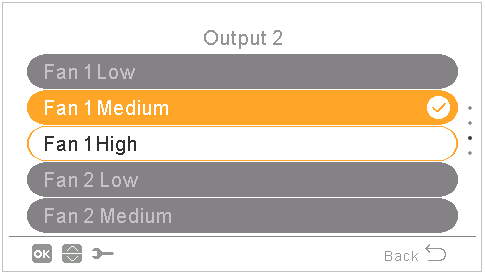 Output 2
Fan 1 Low
Fan 1 Medium
Fan 1 High
Fan 2 Low
Fan 2 Medium
OK
Back